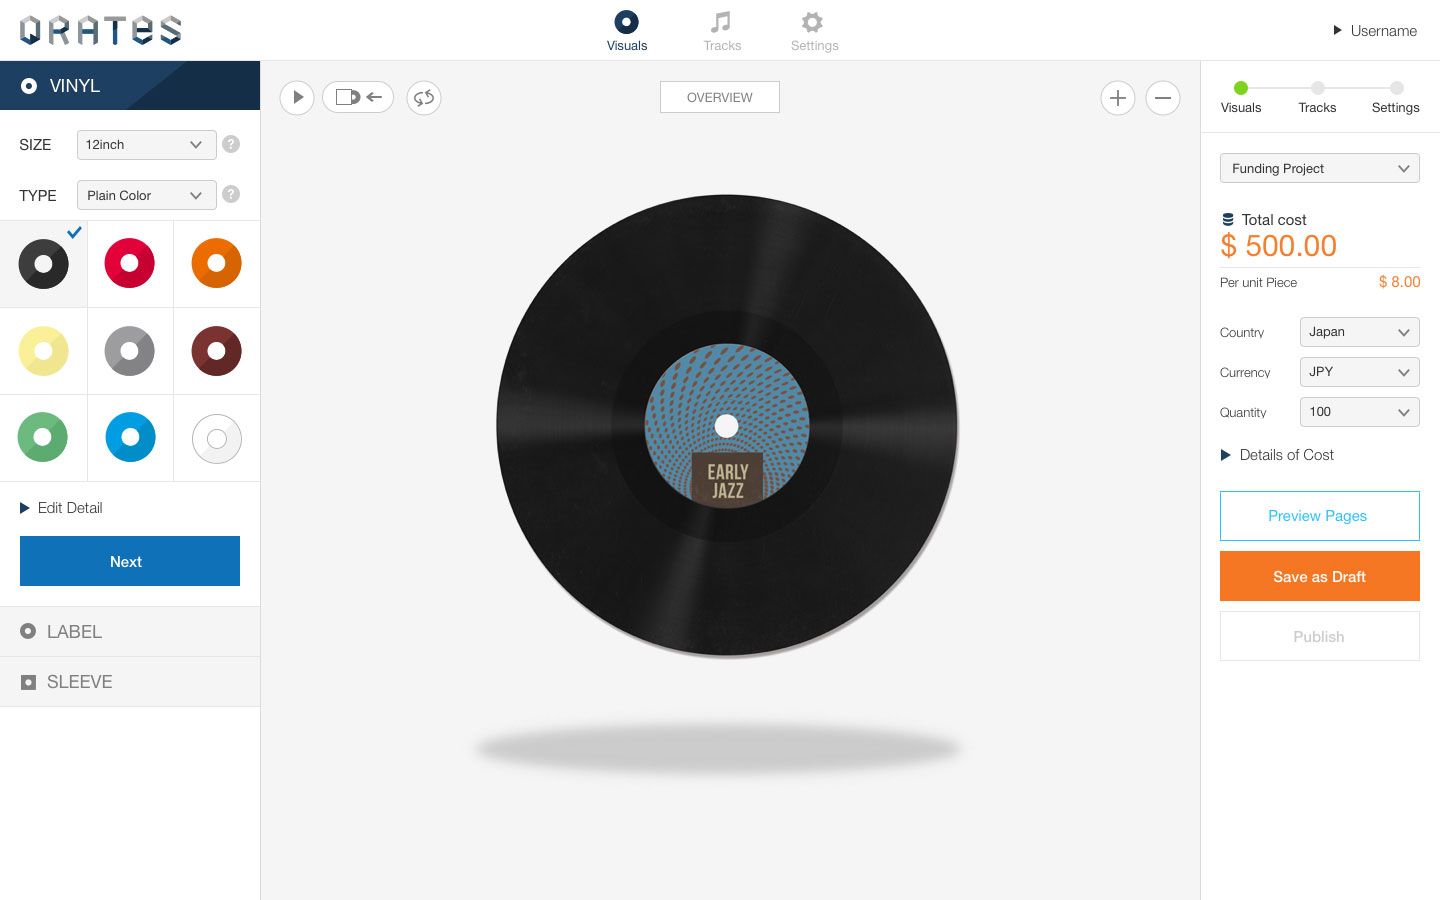 QRATES
Visuals
Tracks
Settings
Username
VINYL
SIZE
12inch
?
TYPE
Plain Color
?
Edit Detail
Next
LABEL
SLEEVE
OVERVIEW
EARLY
JAZZ
Visuals
Tracks
Settings
Funding Project
Total cost
$ 500.00
Per unit Piece
$ 8.00
Country
Japan
Currency
JPY
Quantity
100
Details of Cost
Preview Pages
Save as Draft
Publish